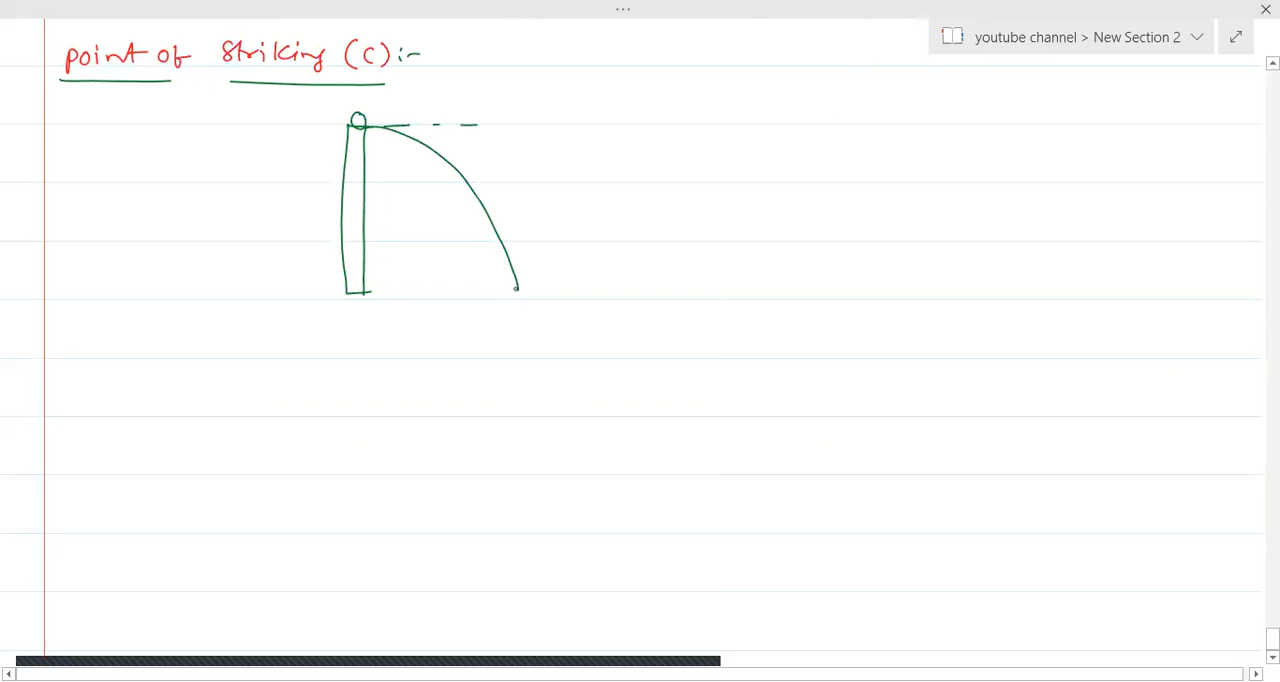 youtube channel > New Section 2
point of striking (C) :-